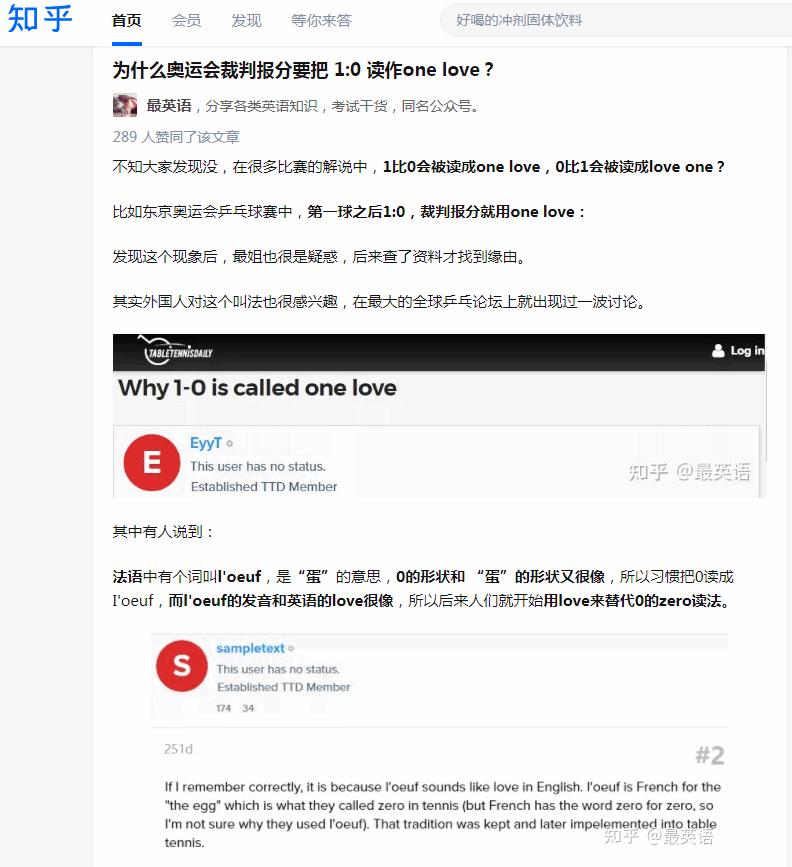 知乎 首页 会员 发现 等你来答 好喝的冲剂固体饮料
为什么奥运会裁判报分要把 1:0 读作one love？
最英语，分享各类英语知识，考试干货，同名公众号。
289 人赞同了该文章
不知大家发现没，在很多比赛的解说中，1比0会被读成one love，0比1会被读成love one？
比如东京奥运会乒乓球赛中，第一球之后1:0，裁判报分就用one love：
发现这个现象后，最姐也很是疑惑，后来查了资料才找到缘由。
其实外国人对这个叫法也很感兴趣，在最大的全球乒乓论坛上就出现过一波讨论。
TABLETENNISDAILY Log in
Why 1-0 is called one love
E
EyyT
This user has no status.
Established TTD Member
知乎 @最英语
其中有人说到：
法语中有个词叫l'oeuf，是“蛋”的意思，0的形状和 “蛋”的形状又很像，所以习惯把0读成
l'oeuf，而l'oeuf的发音和英语的love很像，所以后来人们就开始用love来替代0的zero读法。
S
sampletext
This user has no status.
Established TTD Member
174 34
251d
#2
If I remember correctly, it is because l'oeuf sounds like love in English. l'oeuf is French for the
"the egg" which is what they called zero in tennis (but French has the word zero for zero, so
I'm not sure why they used l'oeuf). That tradition was kept and later impelemented into table
tennis.
知乎 @最英语